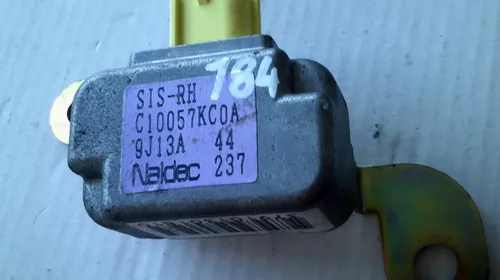 184
SIS-RH
C10057KC0A
9J13A 44
Naldec 237